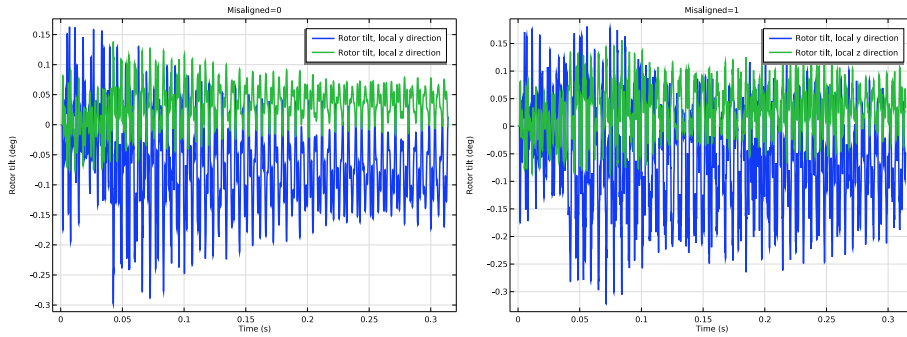 Misaligned=0
Rotor tilt, local y direction
Rotor tilt, local z direction
0.15
0.1
0.05
0
-0.05
-0.1
-0.15
-0.2
-0.25
-0.3
Rotor tilt (deg)
0 0.05 0.1 0.15 0.2 0.25 0.3
Time (s)
Misaligned=1
Rotor tilt, local y direction
Rotor tilt, local z direction
0.15
0.1
0.05
0
-0.05
-0.1
-0.15
-0.2
-0.25
-0.3
Rotor tilt (deg)
0 0.05 0.1 0.15 0.2 0.25 0.3
Time (s)